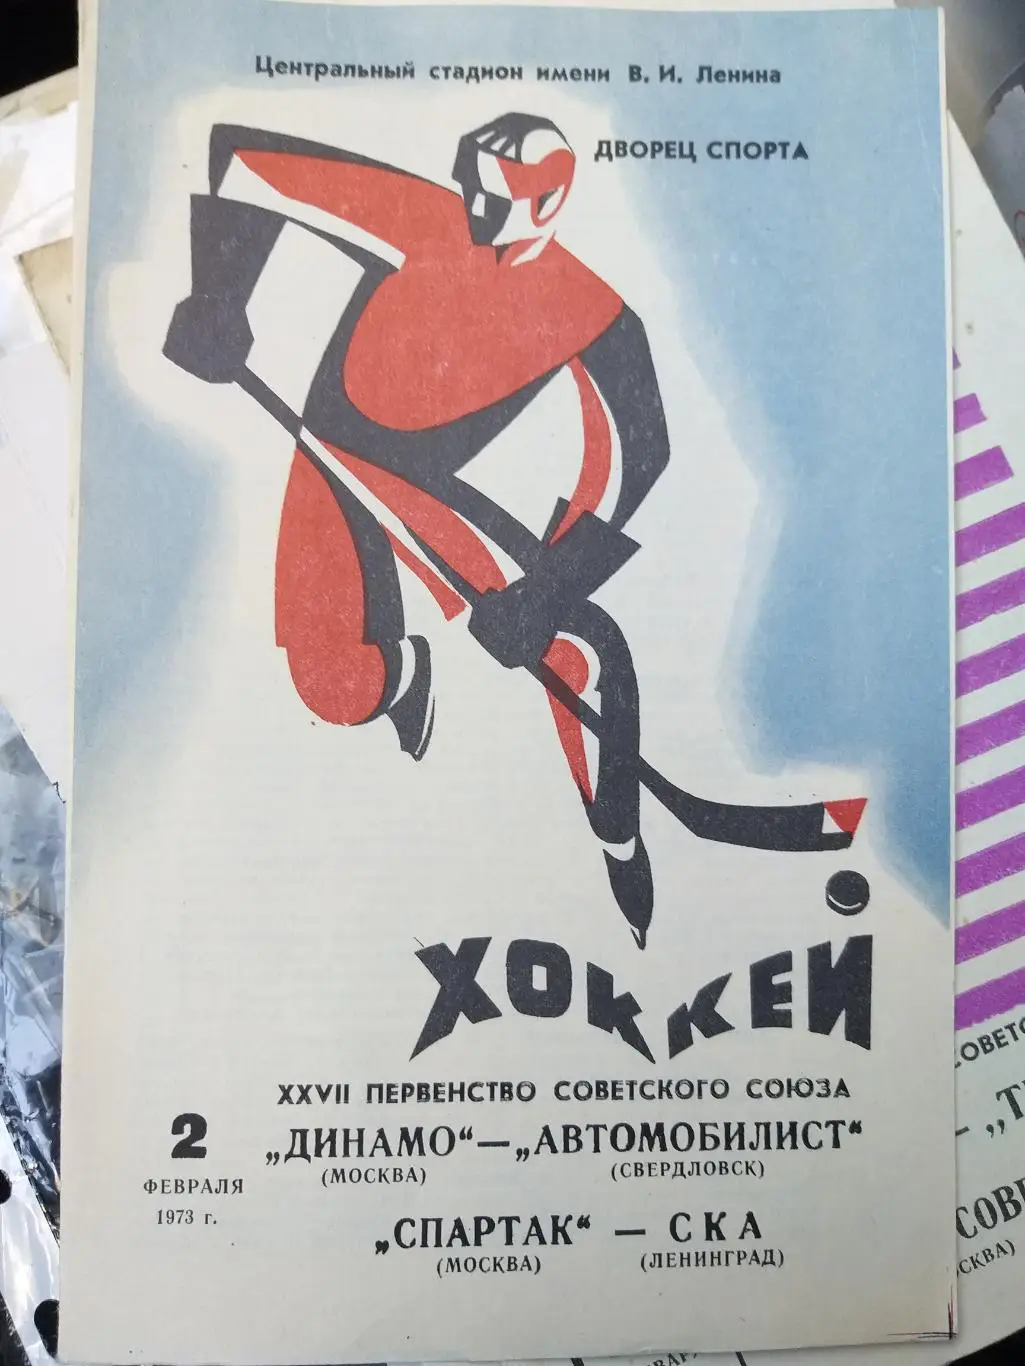 Центральный стадион имени В. И. Ленина
ДВОРЕЦ СПОРТА
ХОККЕЙ
XXVII ПЕРВЕНСТВО СОВЕТСКОГО СОЮЗА
2
ФЕВРАЛЯ
1973 г.
„ДИНАМО“ — „АВТОМОБИЛИСТ“
(МОСКВА) (СВЕРДЛОВСК)
„СПАРТАК“ — СКА
(МОСКВА) (ЛЕНИНГРАД)